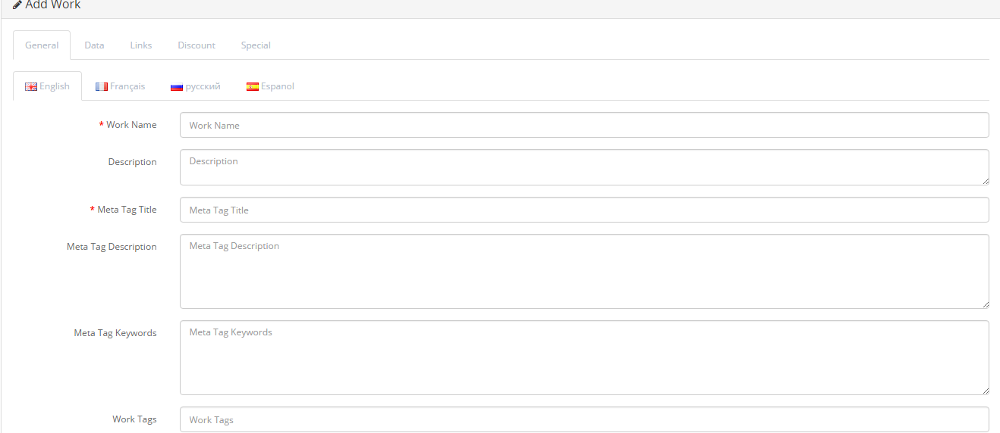 Add Work
General Data Links Discount Special
English Français русский Espanol
* Work Name Work Name
Description Description
* Meta Tag Title Meta Tag Title
Meta Tag Description Meta Tag Description
Meta Tag Keywords Meta Tag Keywords
Work Tags Work Tags